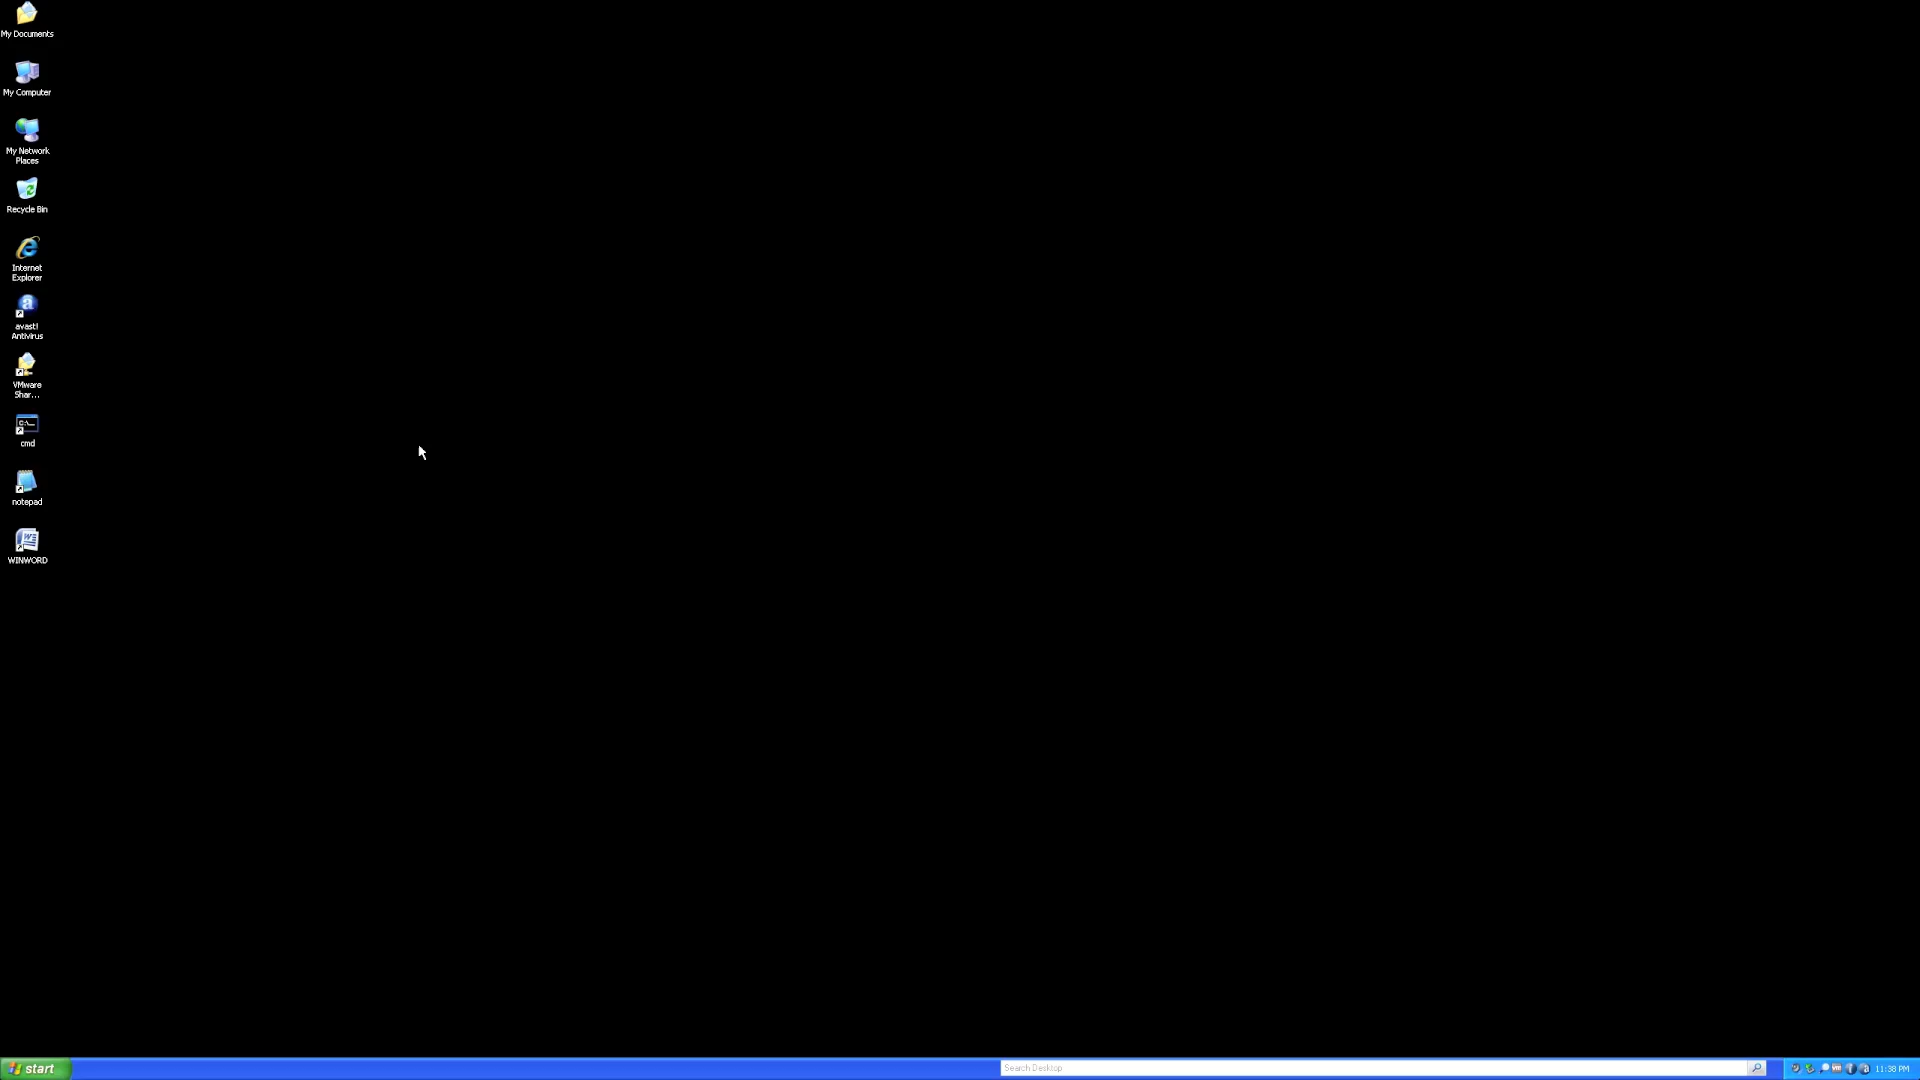 My Documents
My Computer
My Network
Places
Recycle Bin
Internet
Explorer
avast!
Antivirus
VMware
Shar...
C:\_
cmd
notepad
WINWORD
start
Search Desktop
11:38 PM